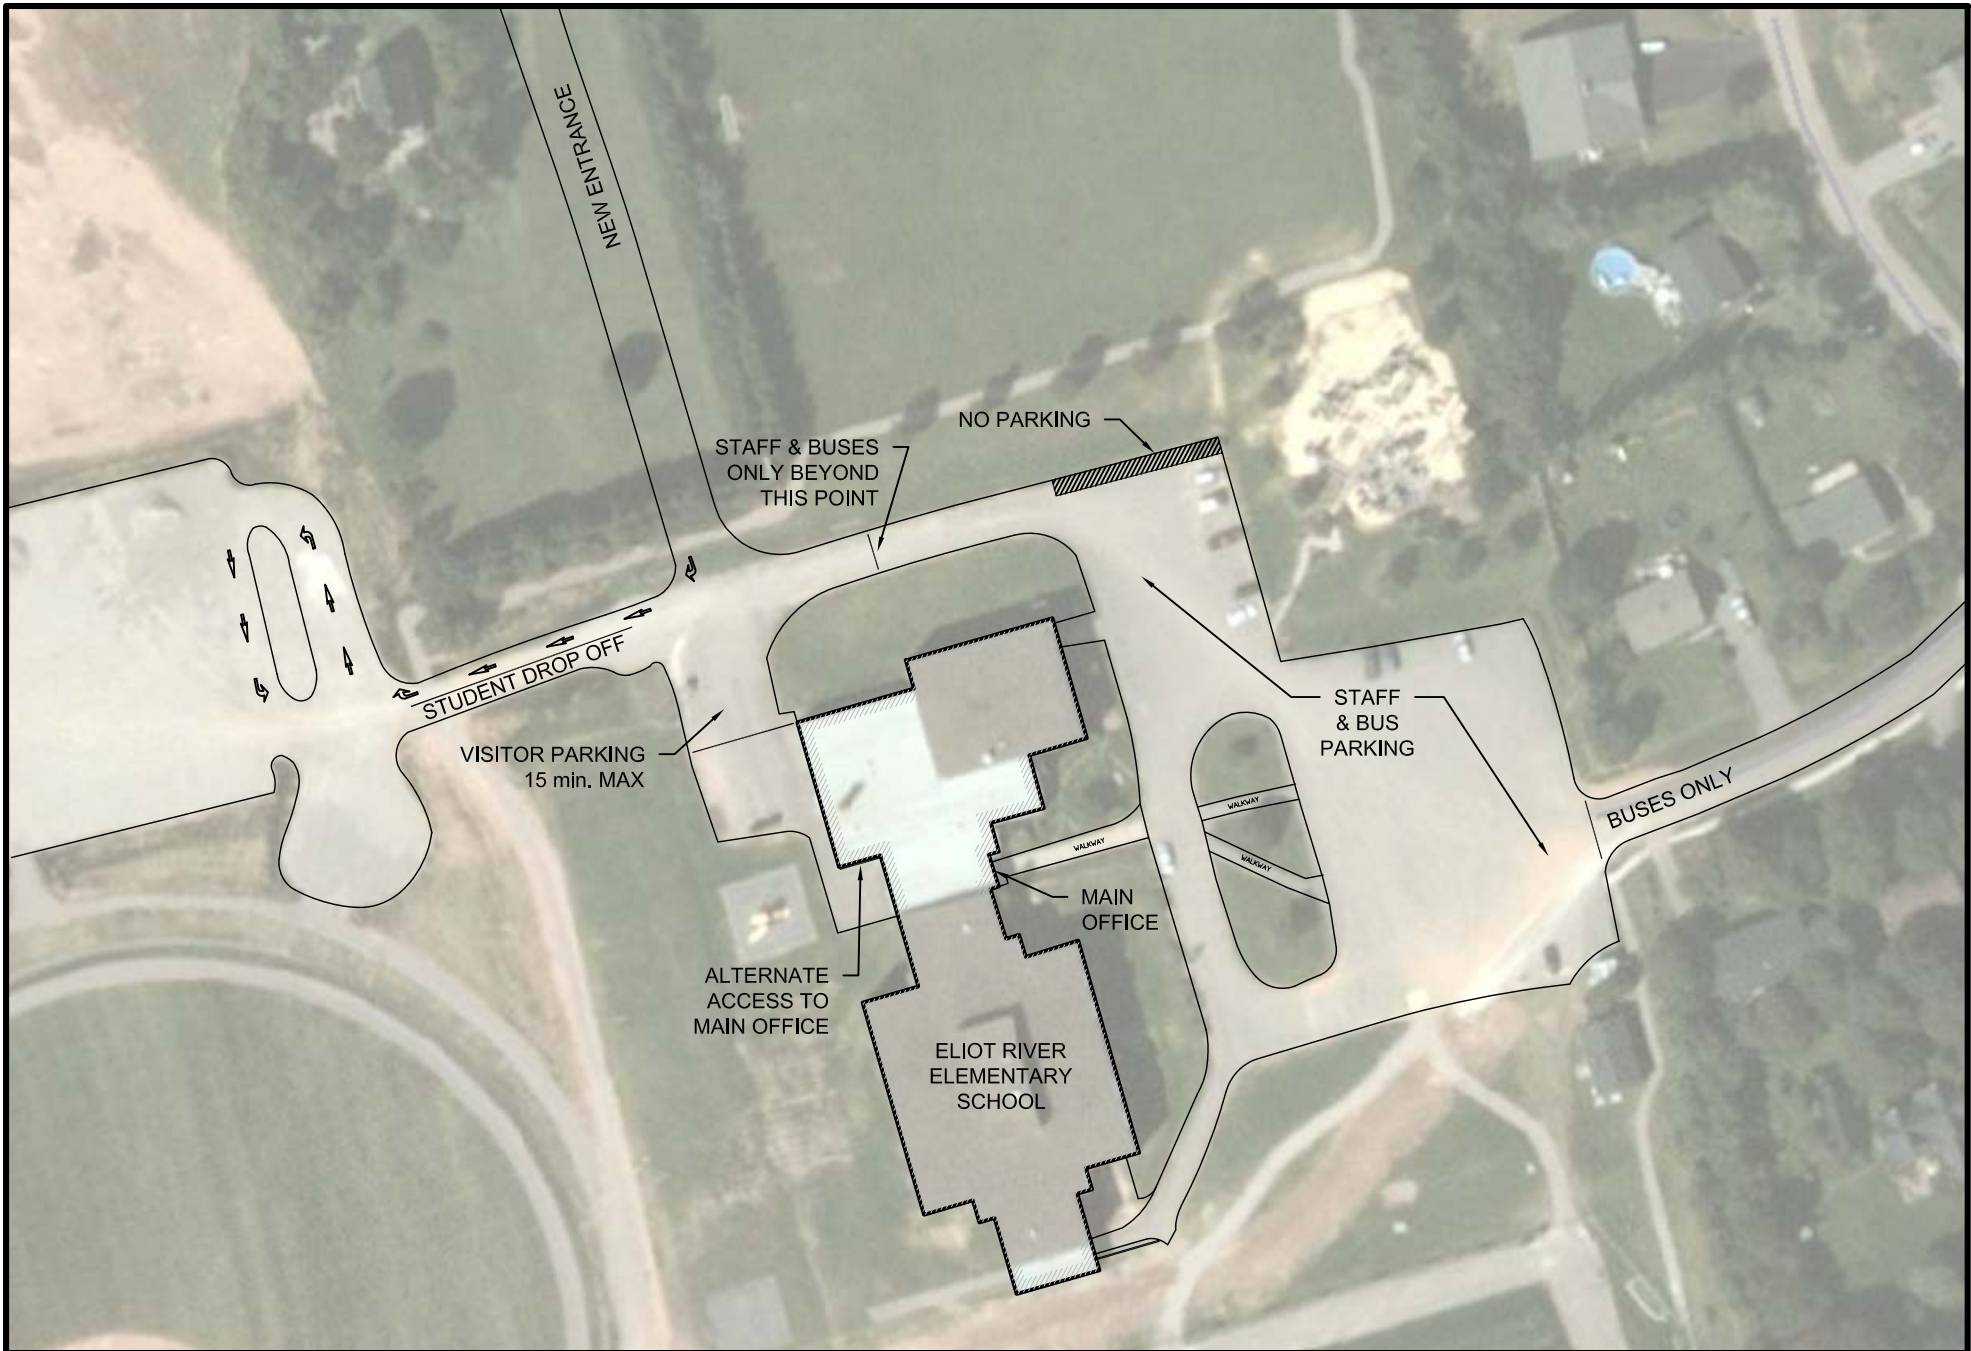 NEW ENTRANCE
NO PARKING
STAFF & BUSES
ONLY BEYOND
THIS POINT
STUDENT DROP OFF
VISITOR PARKING
15 min. MAX
STAFF
& BUS
PARKING
BUSES ONLY
WALKWAY
WALKWAY
WALKWAY
MAIN
OFFICE
ALTERNATE
ACCESS TO
MAIN OFFICE
ELIOT RIVER
ELEMENTARY
SCHOOL